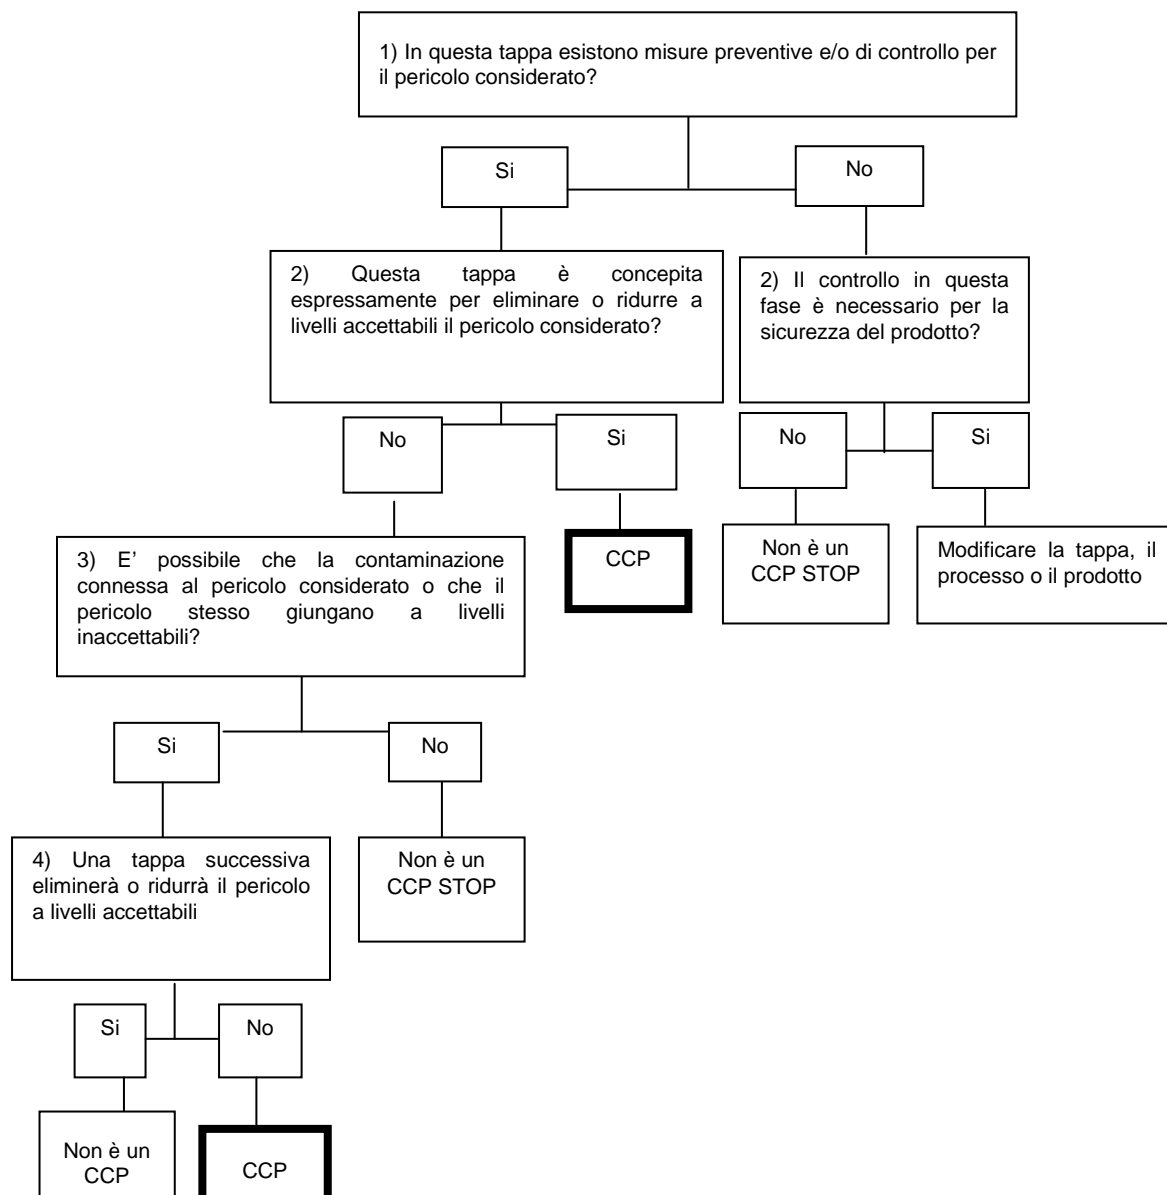 1) In questa tappa esistono misure preventive e/o di controllo per
il pericolo considerato?
Si
No
2) Questa tappa è concepita
espressamente per eliminare o ridurre a
livelli accettabili il pericolo considerato?
2) Il controllo in questa
fase è necessario per la
sicurezza del prodotto?
No
Si
No
Si
3) E’ possibile che la contaminazione
connessa al pericolo considerato o che il
pericolo stesso giungano a livelli
inaccettabili?
CCP
Non è un
CCP STOP
Modificare la tappa, il
processo o il prodotto
Si
No
4) Una tappa successiva
eliminerà o ridurrà il pericolo
a livelli accettabili
Non è un
CCP STOP
Si
No
Non è un
CCP
CCP